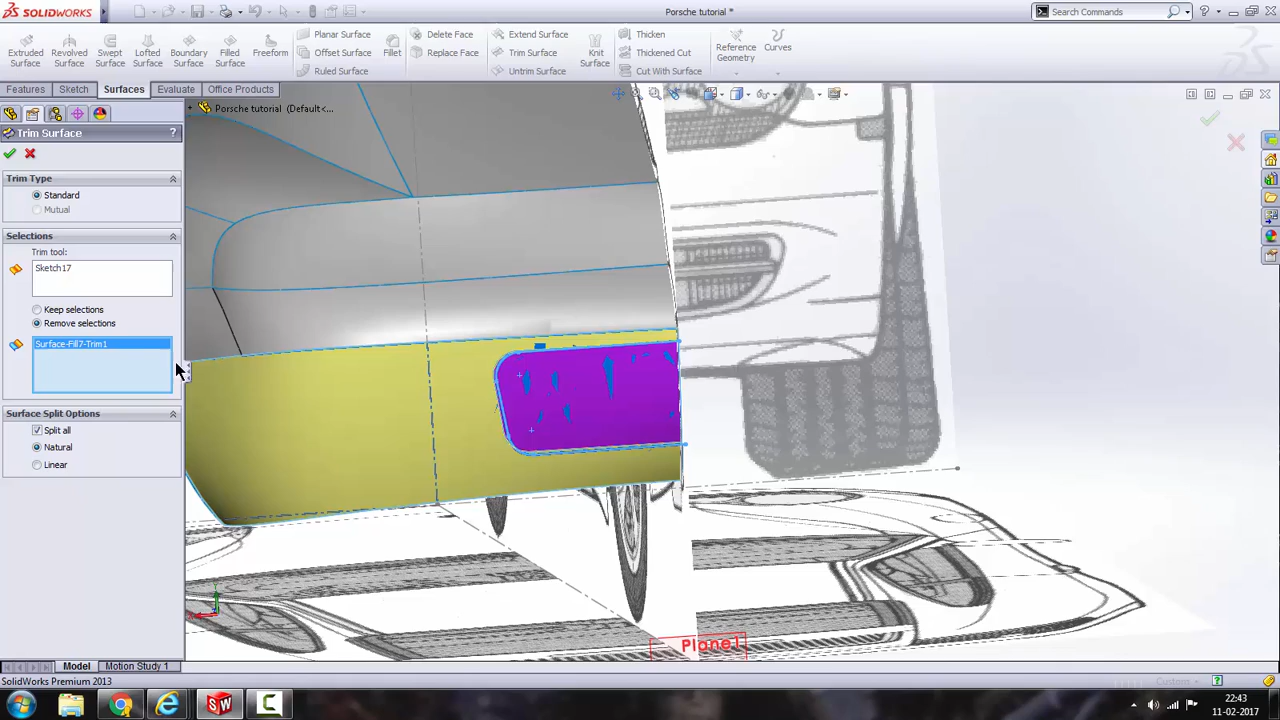 SOLIDWORKS
Porsche tutorial *
Search Commands
Extruded Surface
Revolved Surface
Swept Surface
Lofted Surface
Boundary Surface
Filled Surface
Freeform
Planar Surface
Offset Surface
Ruled Surface
Fillet
Delete Face
Replace Face
Extend Surface
Trim Surface
Untrim Surface
Knit Surface
Thicken
Thickened Cut
Cut With Surface
Reference Geometry
Curves
Features
Surfaces
Sketch
Evaluate
Office Products
Porsche tutorial (Default<...
Trim Surface
?
Trim Type
Standard
Mutual
Selections
Trim tool:
Sketch17
Keep selections
Remove selections
Surface-Fill7-Trim1
Surface Split Options
Split all
Natural
Linear
Plane1
Model
Motion Study 1
SolidWorks Premium 2013
Custom
22:43
11-02-2017